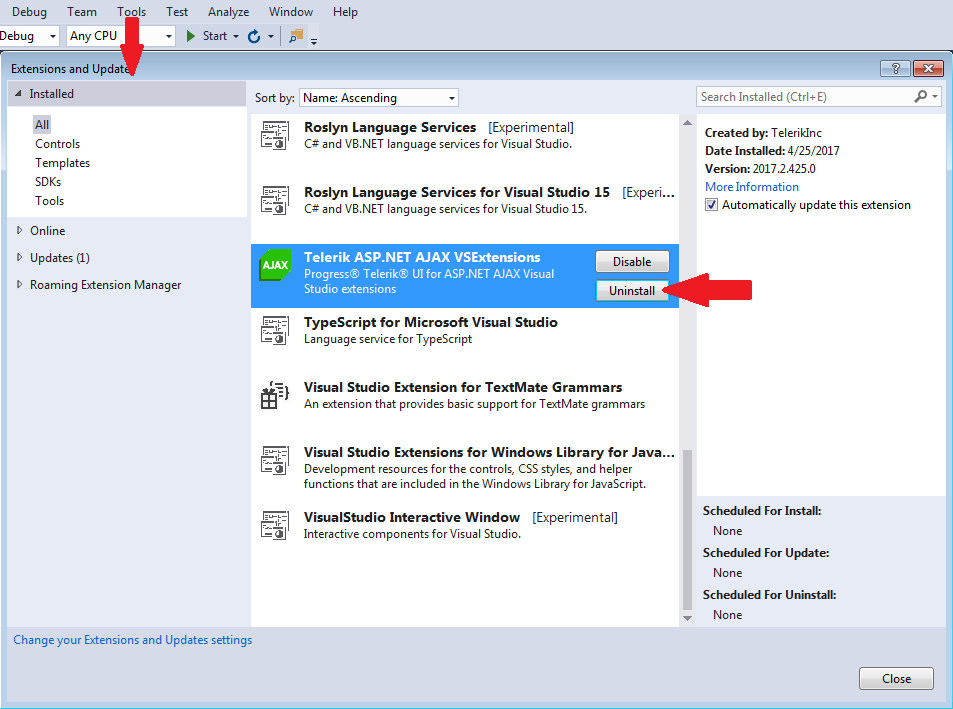 Debug Team Tools Test Analyze Window Help
Debug Any CPU Start
Extensions and Update
Installed
All
Controls
Templates
SDKs
Tools
Online
Updates (1)
Roaming Extension Manager
Change your Extensions and Updates settings
Sort by: Name: Ascending
Roslyn Language Services [Experimental]
C# and VB.NET language services for Visual Studio.
Roslyn Language Services for Visual Studio 15 [Experi...
C# and VB.NET language services for Visual Studio 15.
AJAX
Telerik ASP.NET AJAX VSExtensions
Progress® Telerik® UI for ASP.NET AJAX Visual
Studio extensions
Disable
Uninstall
TypeScript for Microsoft Visual Studio
Language service for TypeScript
Visual Studio Extension for TextMate Grammars
An extension that provides basic support for TextMate grammars
Visual Studio Extensions for Windows Library for Java...
Development resources for the controls, CSS styles, and helper
functions that are included in the Windows Library for JavaScript.
VisualStudio Interactive Window [Experimental]
Interactive components for Visual Studio.
?
Search Installed (Ctrl+E)
Created by: TelerikInc
Date Installed: 4/25/2017
Version: 2017.2.425.0
More Information
Automatically update this extension
Scheduled For Install:
None
Scheduled For Update:
None
Scheduled For Uninstall:
None
Close